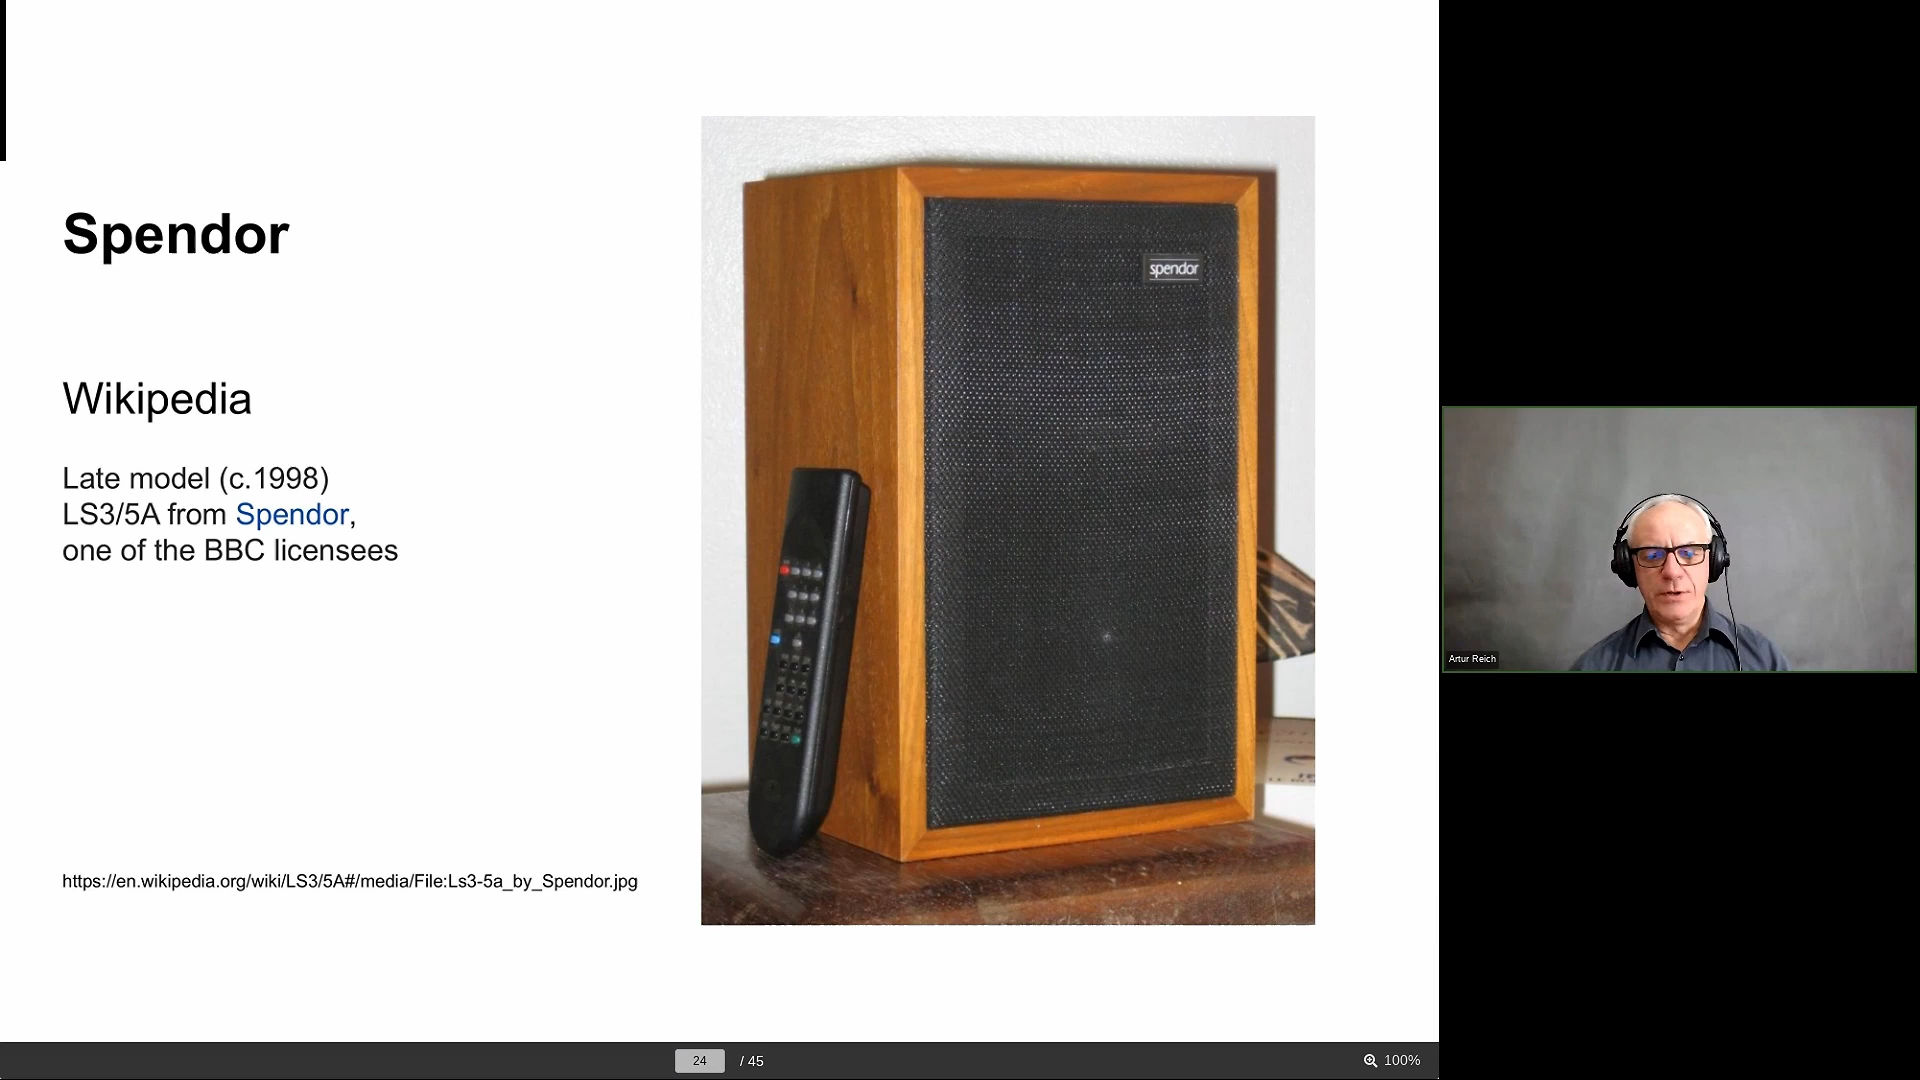 Spendor
Wikipedia
Late model (c.1998)
LS3/5A from Spendor,
one of the BBC licensees
https://en.wikipedia.org/wiki/LS3/5A#/media/File:Ls3-5a_by_Spendor.jpg
spendor
Artur Reich
24 / 45
100%